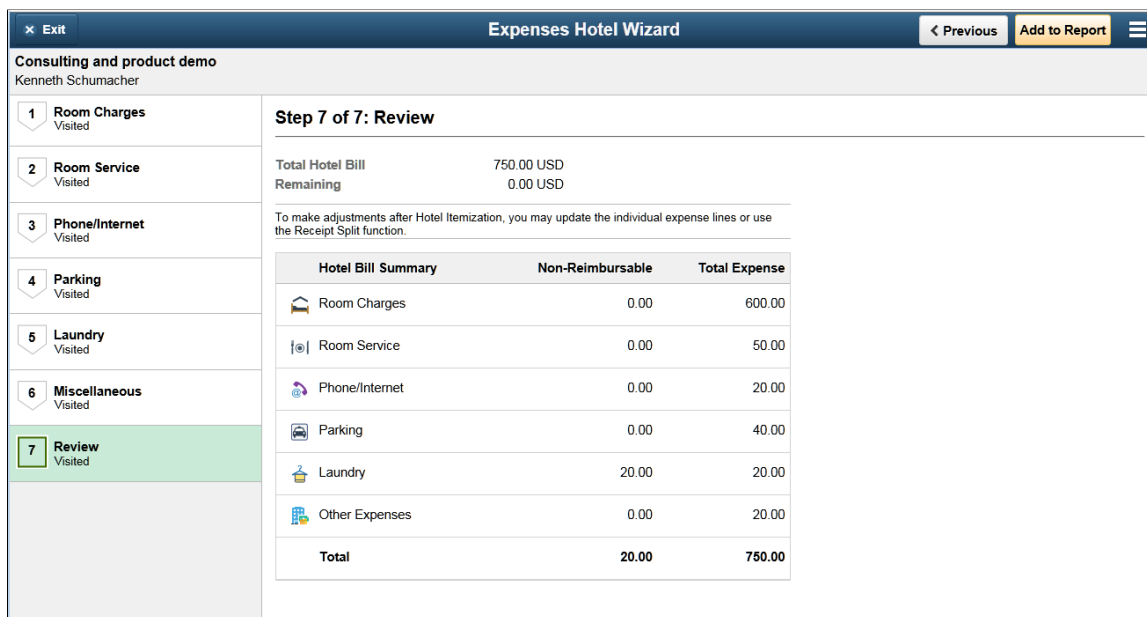 × Exit
Expenses Hotel Wizard
Previous
Add to Report
Consulting and product demo
Kenneth Schumacher
1 Room Charges
Visited
2 Room Service
Visited
3 Phone/Internet
Visited
4 Parking
Visited
5 Laundry
Visited
6 Miscellaneous
Visited
7 Review
Visited
Step 7 of 7: Review
Total Hotel Bill 750.00 USD
Remaining 0.00 USD
To make adjustments after Hotel Itemization, you may update the individual expense lines or use
the Receipt Split function.
Hotel Bill Summary Non-Reimbursable Total Expense
Room Charges 0.00 600.00
Room Service 0.00 50.00
Phone/Internet 0.00 20.00
Parking 0.00 40.00
Laundry 20.00 20.00
Other Expenses 0.00 20.00
Total 20.00 750.00